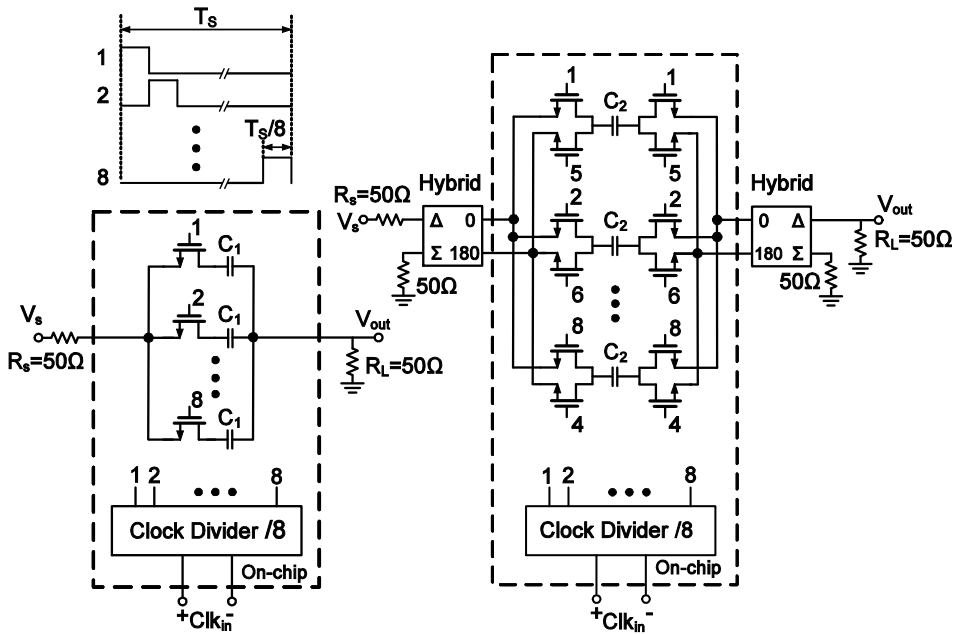 T_S
1
2
T_S/8
8
1
C_1
2
C_1
V_s
R_s=50Ω
V_out
R_L=50Ω
8
C_1
1 2 8
Clock Divider /8
On-chip
+Clk_in-
1 1
C_2
5 5
Hybrid
R_s=50Ω
V_s
Δ 0
Σ 180
50Ω
2 2
C_2
6 6
Hybrid
0 Δ
180 Σ
V_out
R_L=50Ω
50Ω
8 8
C_2
4 4
1 2 8
Clock Divider /8
On-chip
+Clk_in-